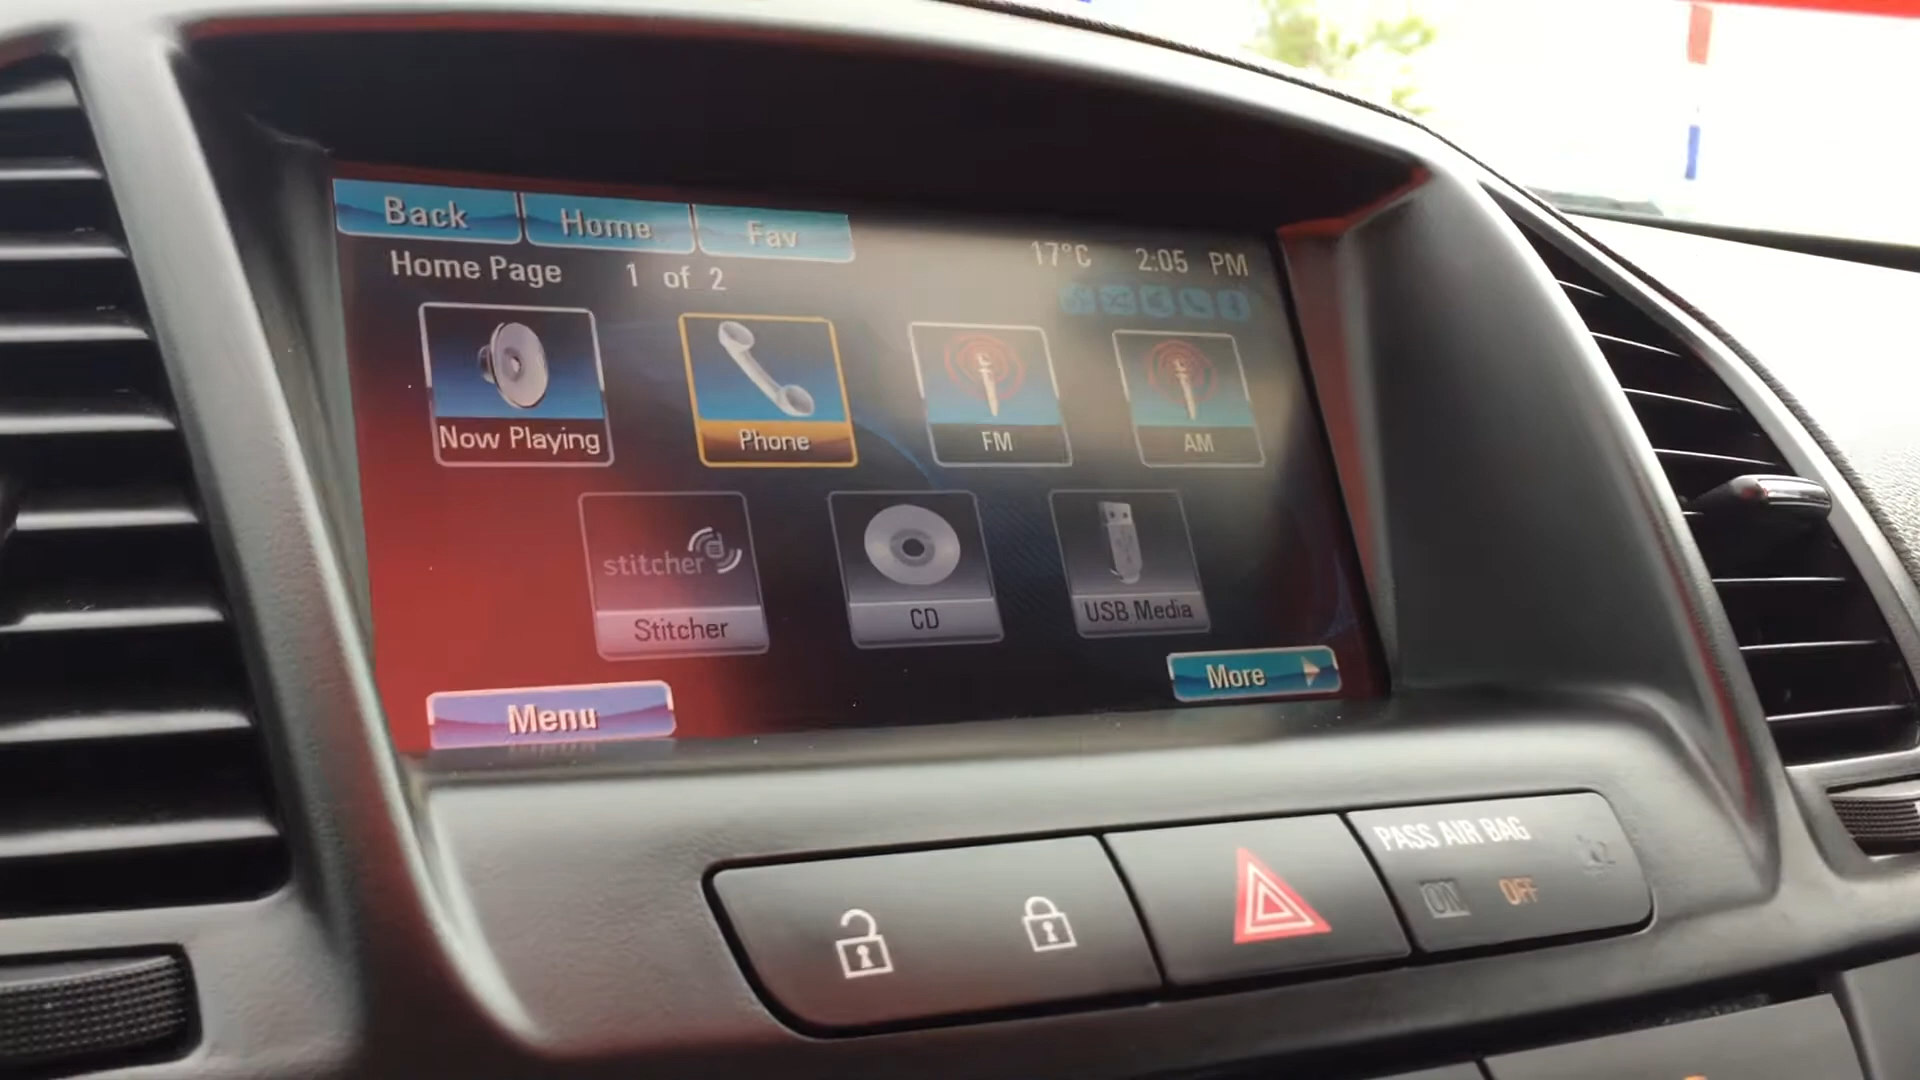 Back Home Fav
Home Page 1 of 2
17°C 2:05 PM
Now Playing
Phone
FM
AM
stitcher
Stitcher
CD
USB Media
Menu
More
PASS AIR BAG
ON OFF